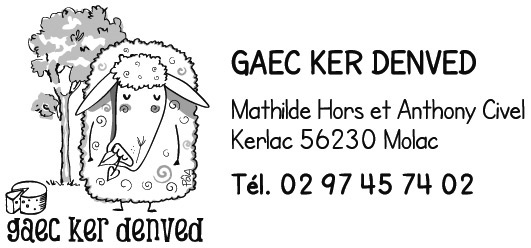 gaec ker denved
GAEC KER DENVED
Mathilde Hors et Anthony Civel
Kerlac 56230 Molac
Tél. 02 97 45 74 02